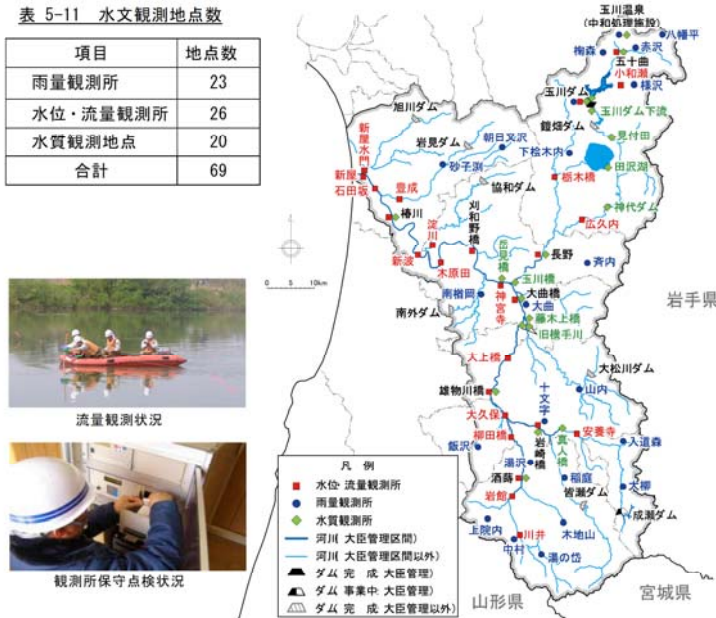 表 5-11 水文観測地点数
項目 地点数
雨量観測所 23
水位・流量観測所 26
水質観測地点 20
合計 69
流量観測状況
観測所保守点検状況
玉川温泉
(中和処理施設)
八幡平
赤沢
五十曲
小和瀬
様沢
玉川ダム
玉川ダム下流
鎧畑ダム
見付田
田沢湖
下桧木内
栃木橋
神代ダム
広久内
旭川ダム
岩見ダム
朝日又沢
砂子渕
協和ダム
新屋水門
新屋
石田坂
豊成
椿川
淀川
刈和野橋
新波
木原田
岳見橋
長野
斉内
玉川橋
神宮寺
大曲橋
大曲
南楢岡
南外ダム
藤木上橋
旧横手川
岩手県
大上橋
大松川ダム
山内
雄物川橋
十文字
大久保
柳田橋
飯沢
岩崎橋
真人橋
安養寺
入道森
湯沢
酒蒔
稲庭
皆瀬ダム
大柳
成瀬ダム
岩館
上院内
川井
中村
木地山
湯の岱
山形県
宮城県
0 5 10km
凡 例
水位・流量観測所
雨量観測所
水質観測所
河川 大臣管理区間)
河川 大臣管理区間以外)
ダム 完 成 大臣管理)
ダム 事業中 大臣管理)
ダム 完 成 大臣管理以外)